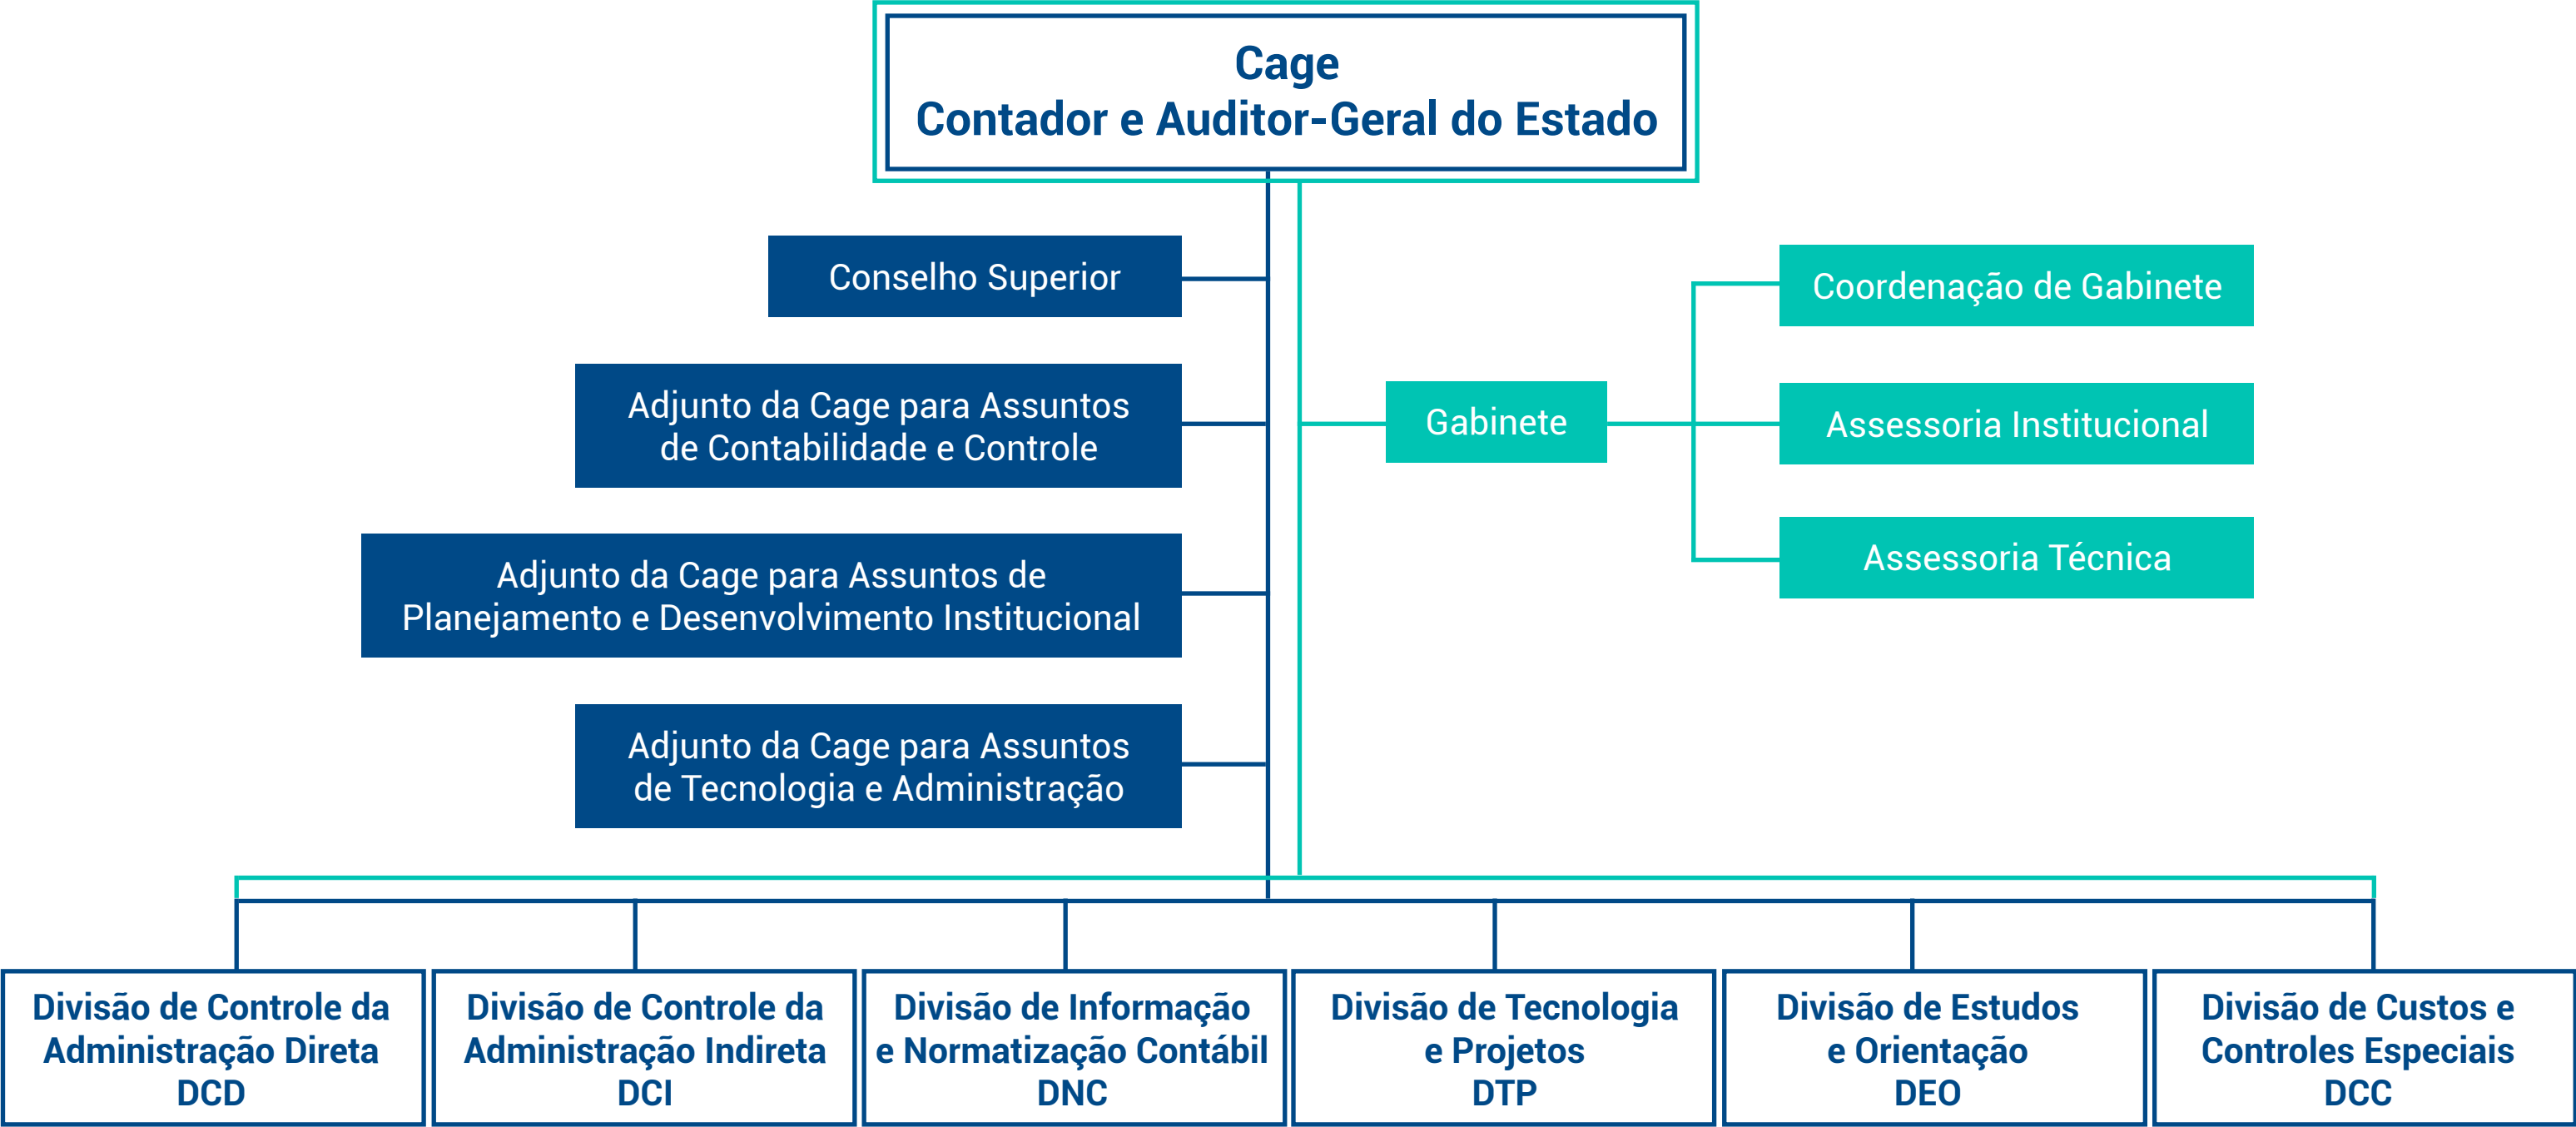 Cage
Contador e Auditor-Geral do Estado
Conselho Superior
Adjunto da Cage para Assuntos
de Contabilidade e Controle
Adjunto da Cage para Assuntos de
Planejamento e Desenvolvimento Institucional
Adjunto da Cage para Assuntos
de Tecnologia e Administração
Gabinete
Coordenação de Gabinete
Assessoria Institucional
Assessoria Técnica
Divisão de Controle da
Administração Direta
DCD
Divisão de Controle da
Administração Indireta
DCI
Divisão de Informação
e Normatização Contábil
DNC
Divisão de Tecnologia
e Projetos
DTP
Divisão de Estudos
e Orientação
DEO
Divisão de Custos e
Controles Especiais
DCC